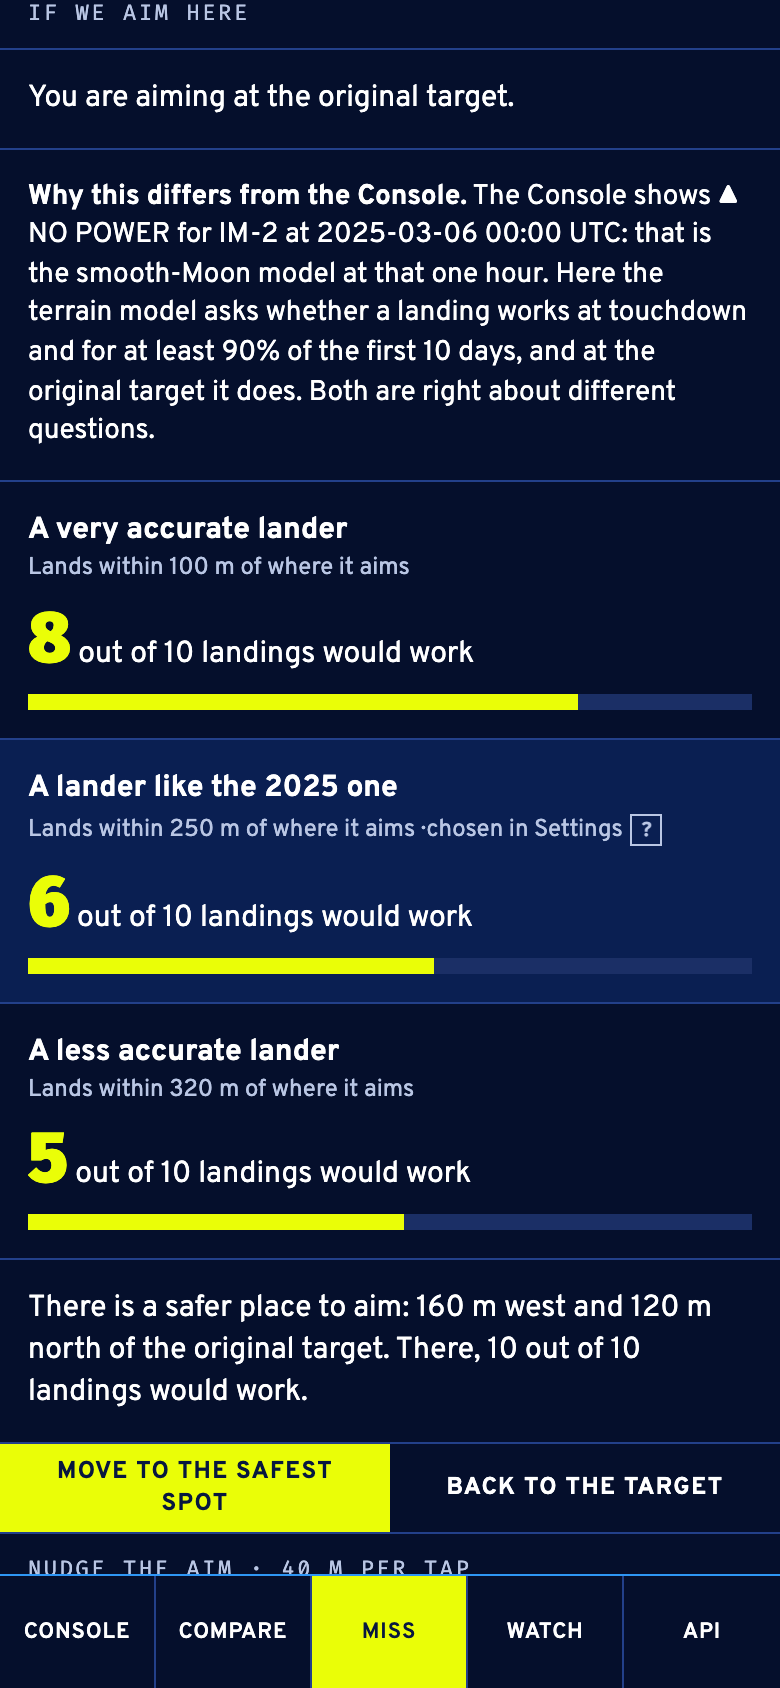 IF WE AIM HERE
You are aiming at the original target.
Why this differs from the Console. The Console shows ▲
NO POWER for IM-2 at 2025-03-06 00:00 UTC: that is
the smooth-Moon model at that one hour. Here the
terrain model asks whether a landing works at touchdown
and for at least 90% of the first 10 days, and at the
original target it does. Both are right about different
questions.
A very accurate lander
Lands within 100 m of where it aims
8 out of 10 landings would work
A lander like the 2025 one
Lands within 250 m of where it aims ·chosen in Settings ?
6 out of 10 landings would work
A less accurate lander
Lands within 320 m of where it aims
5 out of 10 landings would work
There is a safer place to aim: 160 m west and 120 m
north of the original target. There, 10 out of 10
landings would work.
MOVE TO THE SAFEST
SPOT
BACK TO THE TARGET
NUDGE THE AIM · 40 M PER TAP
CONSOLE COMPARE MISS WATCH API